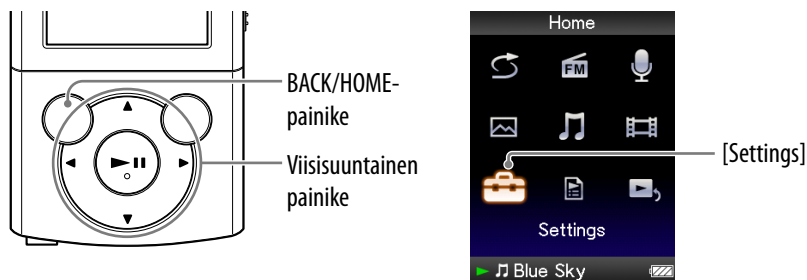 BACK/HOME-
painike
Viisisuuntainen
painike
Home
FM
Settings
Blue Sky
[Settings]